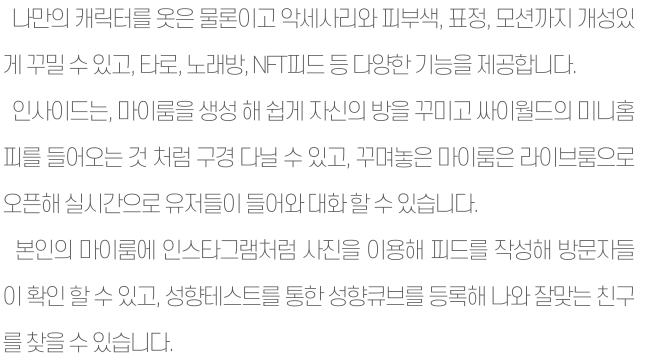 나만의 캐릭터를 옷은 물론이고 악세사리와 피부색, 표정, 모션까지 개성있
게 꾸밀 수 있고, 타로, 노래방, NFT피드 등 다양한 기능을 제공합니다.
인사이드는, 마이룸을 생성 해 쉽게 자신의 방을 꾸미고 싸이월드의 미니홈
피를 들어오는 것 처럼 구경 다닐 수 있고, 꾸며놓은 마이룸은 라이브룸으로
오픈해 실시간으로 유저들이 들어와 대화 할 수 있습니다.
본인의 마이룸에 인스타그램처럼 사진을 이용해 피드를 작성해 방문자들
이 확인 할 수 있고, 성향테스트를 통한 성향큐브를 등록해 나와 잘맞는 친구
를 찾을 수 있습니다.